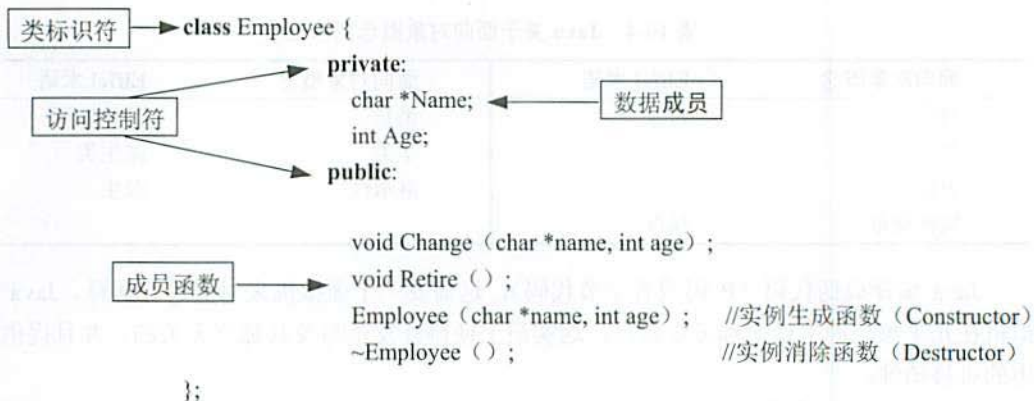 类标识符 class Employee {
private:
char *Name; 数据成员
访问控制符
int Age;
public:
void Change（char *name, int age）;
成员函数 void Retire（）;
Employee（char *name, int age）; //实例生成函数（Constructor）
~Employee（）; //实例消除函数（Destructor）
};